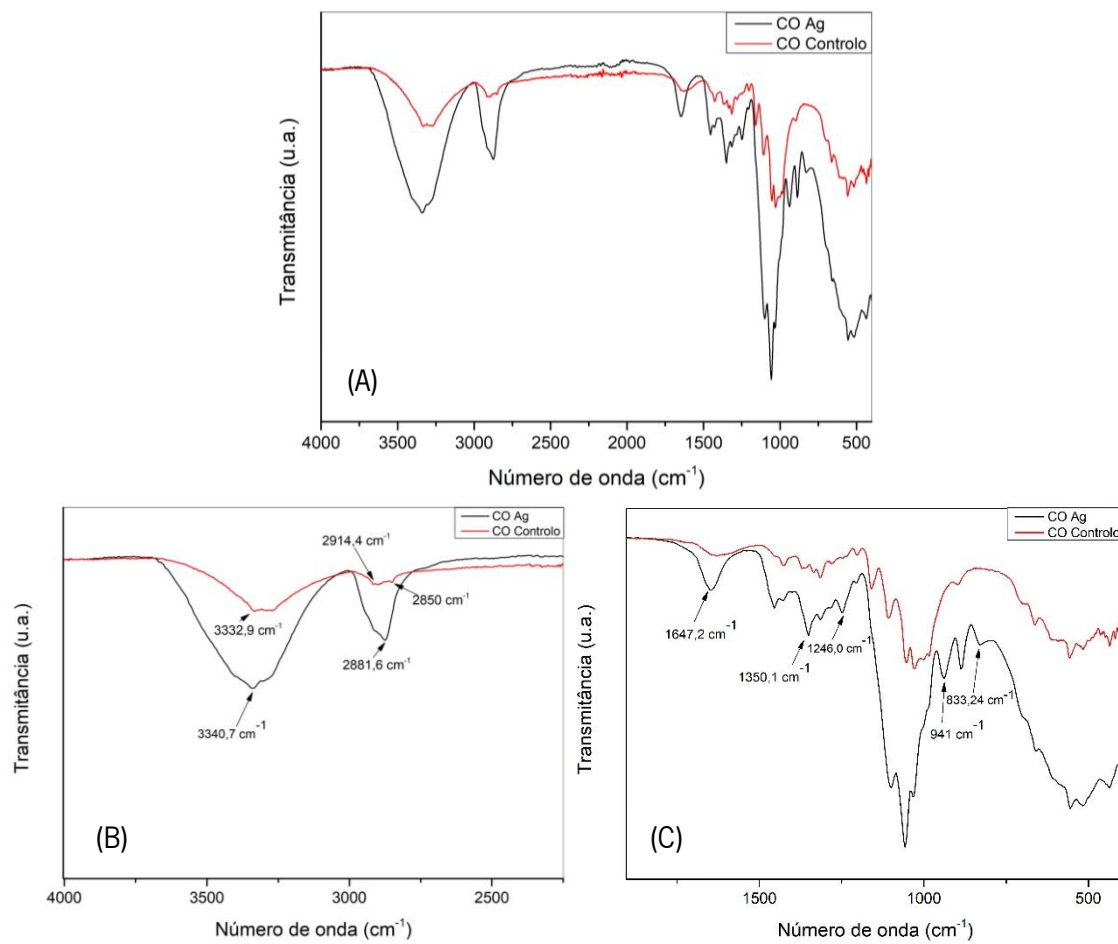 CO Ag
CO Controlo
Transmitância (u.a.)
(A)
4000 3500 3000 2500 2000 1500 1000 500
Número de onda (cm⁻¹)
CO Ag
CO Controlo
2914,4 cm⁻¹
2850 cm⁻¹
3332,9 cm⁻¹
2881,6 cm⁻¹
3340,7 cm⁻¹
Transmitância (u.a.)
(B)
4000 3500 3000 2500
Número de onda (cm⁻¹)
CO Ag
CO Controlo
1647,2 cm⁻¹
1246,0 cm⁻¹
1350,1 cm⁻¹
833,24 cm⁻¹
941 cm⁻¹
Transmitância (u.a.)
(C)
1500 1000 500
Número de onda (cm⁻¹)